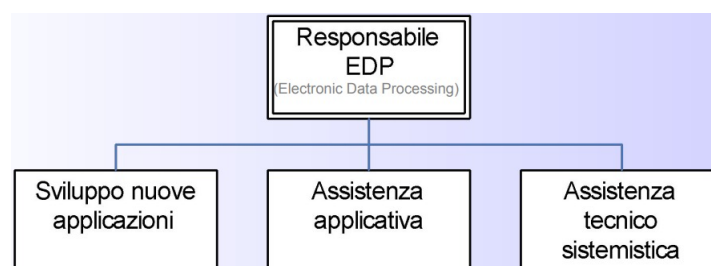 Responsabile
EDP
(Electronic Data Processing)
Sviluppo nuove
applicazioni
Assistenza
applicativa
Assistenza
tecnico
sistemistica